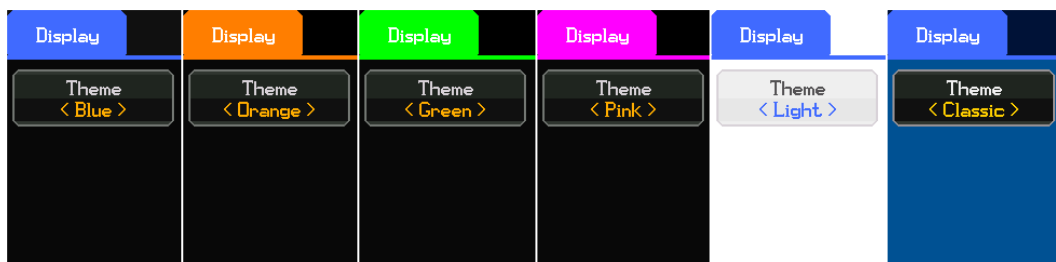 Display
Theme
< Blue >
Display
Theme
< Orange >
Display
Theme
< Green >
Display
Theme
< Pink >
Display
Theme
< Light >
Display
Theme
< Classic >